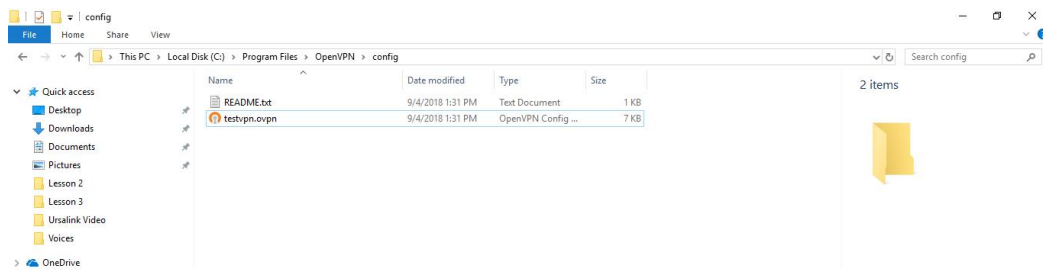 config
File Home Share View
This PC > Local Disk (C:) > Program Files > OpenVPN > config
Search config
Name Date modified Type Size
README.txt 9/4/2018 1:31 PM Text Document 1 KB
testvpn.ovpn 9/4/2018 1:31 PM OpenVPN Config ... 7 KB
2 items
Quick access
Desktop
Downloads
Documents
Pictures
Lesson 2
Lesson 3
Ursalink Video
Voices
OneDrive